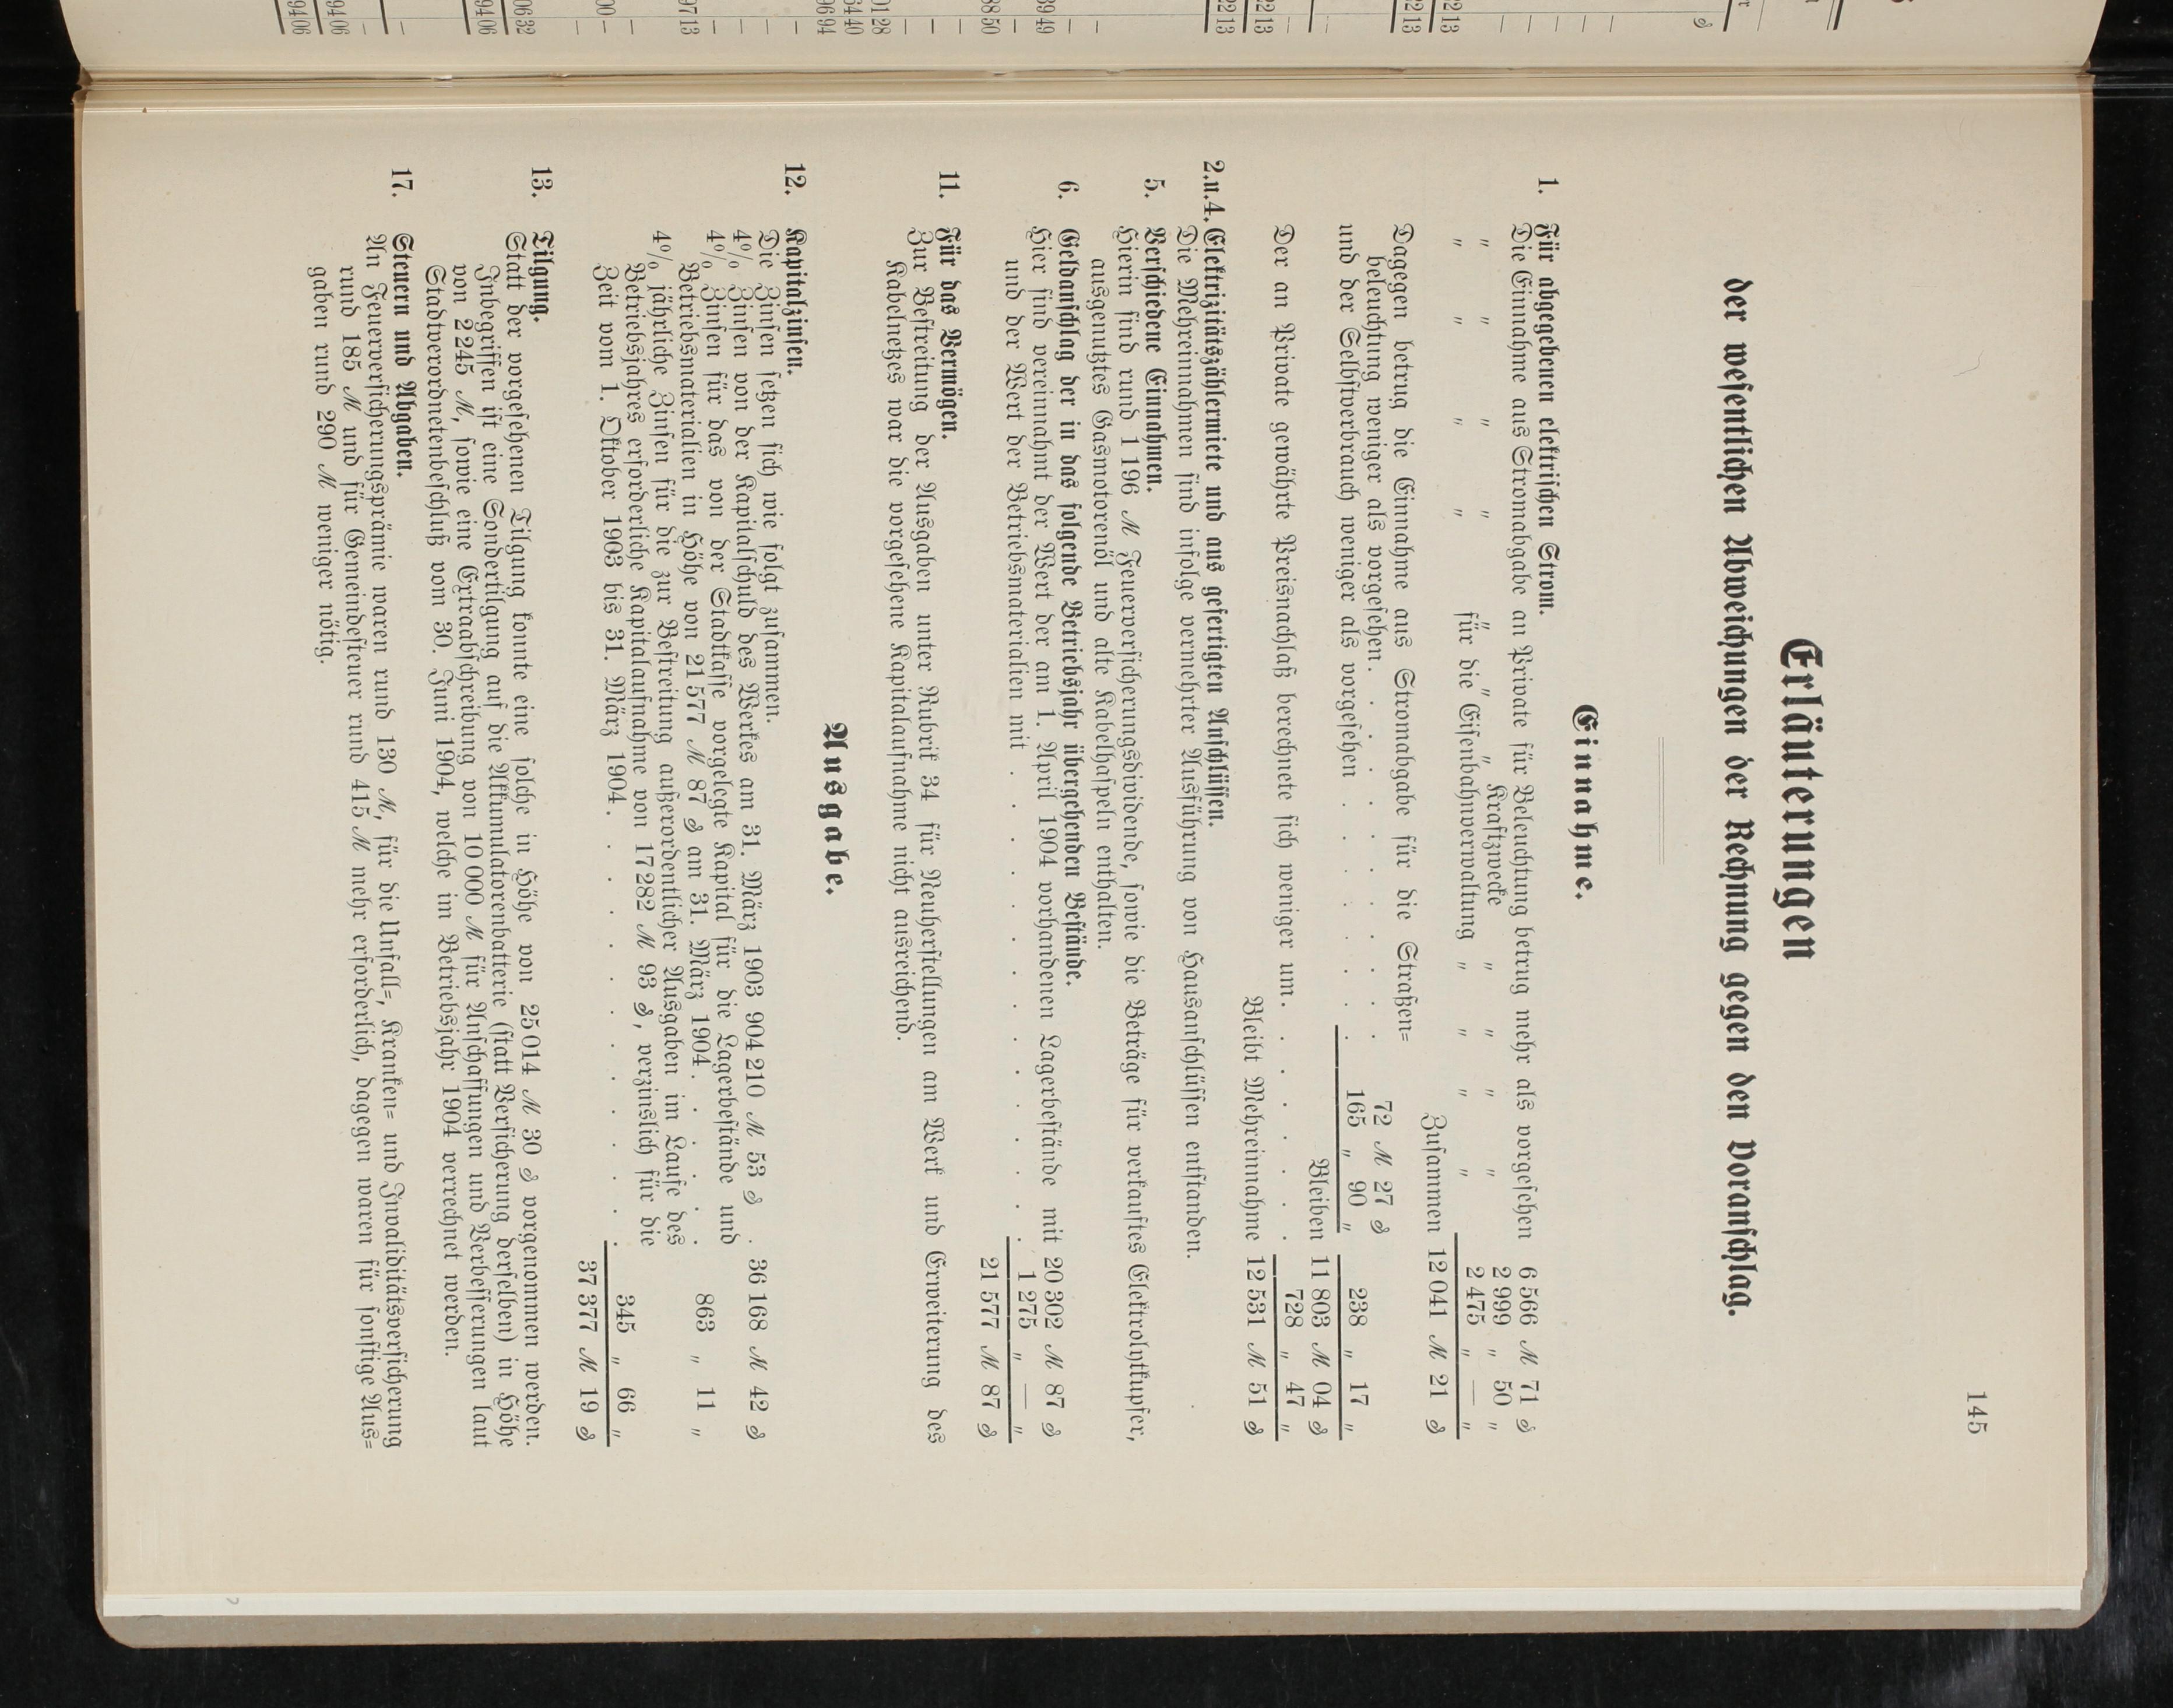 145
Erläuterungen
der wesentlichen Abweichungen der Rechnung gegen den Voranschlag.
Einnahme.
1. Für abgegebenen elektrischen Strom.
Die Einnahme aus Stromabgabe an Private für Beleuchtung betrug mehr als vorgesehen 6 566 ℳ 71 ₰
" " " " " " " Kraftzwecke " " " " 2 999 " 50 "
" " " " für die Eisenbahnverwaltung " " " " 2 475 " — "
Zusammen 12 041 ℳ 21 ₰
Dagegen betrug die Einnahme aus Stromabgabe für die Straßen=
beleuchtung weniger als vorgesehen. . . . . . . 72 ℳ 27 ₰
und der Selbstverbrauch weniger als vorgesehen . . . . . . 165 " 90 " 238 " 17 "
Bleiben 11 803 ℳ 04 ₰
Der an Private gewährte Preisnachlaß berechnete sich weniger um. . . . . . . 728 " 47 "
Bleibt Mehreinnahme 12 531 ℳ 51 ₰
2.u.4. Elektrizitätszählermiete und aus gefertigten Anschlüssen.
Die Mehreinnahmen sind infolge vermehrter Ausführung von Hausanschlüssen entstanden.
5. Verschiedene Einnahmen.
Hierin sind rund 1 196 ℳ Feuerversicherungsdividende, sowie die Beträge für verkauftes Elektrolytkupfer,
ausgenutztes Gasmotorenöl und alte Kabelhaspeln enthalten.
6. Geldanschlag der in das folgende Betriebsjahr übergehenden Bestände.
Hier sind vereinnahmt der Wert der am 1. April 1904 vorhandenen Lagerbestände mit 20 302 ℳ 87 ₰
und der Wert der Betriebsmaterialien mit . . . . . . . . . . 1 275 " — "
21 577 ℳ 87 ₰
11. Für das Vermögen.
Zur Bestreitung der Ausgaben unter Rubrik 34 für Neuherstellungen am Werk und Erweiterung des
Kabelnetzes war die vorgesehene Kapitalaufnahme nicht ausreichend.
Ausgabe.
12. Kapitalzinsen.
Die Zinsen setzen sich wie folgt zusammen.
4% Zinsen von der Kapitalschuld des Werkes am 31. März 1903 904 210 ℳ 53 ₰ . 36 168 ℳ 42 ₰
4% Zinsen für das von der Stadtkasse vorgelegte Kapital für die Lagerbestände und
Betriebsmaterialien in Höhe von 21 577 ℳ 87 ₰ am 31. März 1904 . . . . . . 863 " 11 "
4% jährliche Zinsen für die zur Bestreitung außerordentlicher Ausgaben im Laufe des
Betriebsjahres erforderliche Kapitalaufnahme von 17 282 ℳ 93 ₰, verzinslich für die
Zeit vom 1. Oktober 1903 bis 31. März 1904 . . . . . . . . . . 345 " 66 "
37 377 ℳ 19 ₰
13. Tilgung.
Statt der vorgesehenen Tilgung konnte eine solche in Höhe von 25 014 ℳ 30 ₰ vorgenommen werden.
Inbegriffen ist eine Sondertilgung auf die Akkumulatorenbatterie (statt Versicherung derselben) in Höhe
von 2 245 ℳ, sowie eine Extraabschreibung von 10 000 ℳ für Anschaffungen und Verbesserungen laut
Stadtverordnetenbeschluß vom 30. Juni 1904, welche im Betriebsjahr 1904 verrechnet werden.
17. Steuern und Abgaben.
An Feuerversicherungsprämie waren rund 130 ℳ, für die Unfall=, Kranken= und Invaliditätsversicherung
rund 185 ℳ und für Gemeindesteuer rund 415 ℳ mehr erforderlich, dagegen waren für sonstige Aus=
gaben rund 290 ℳ weniger nötig.